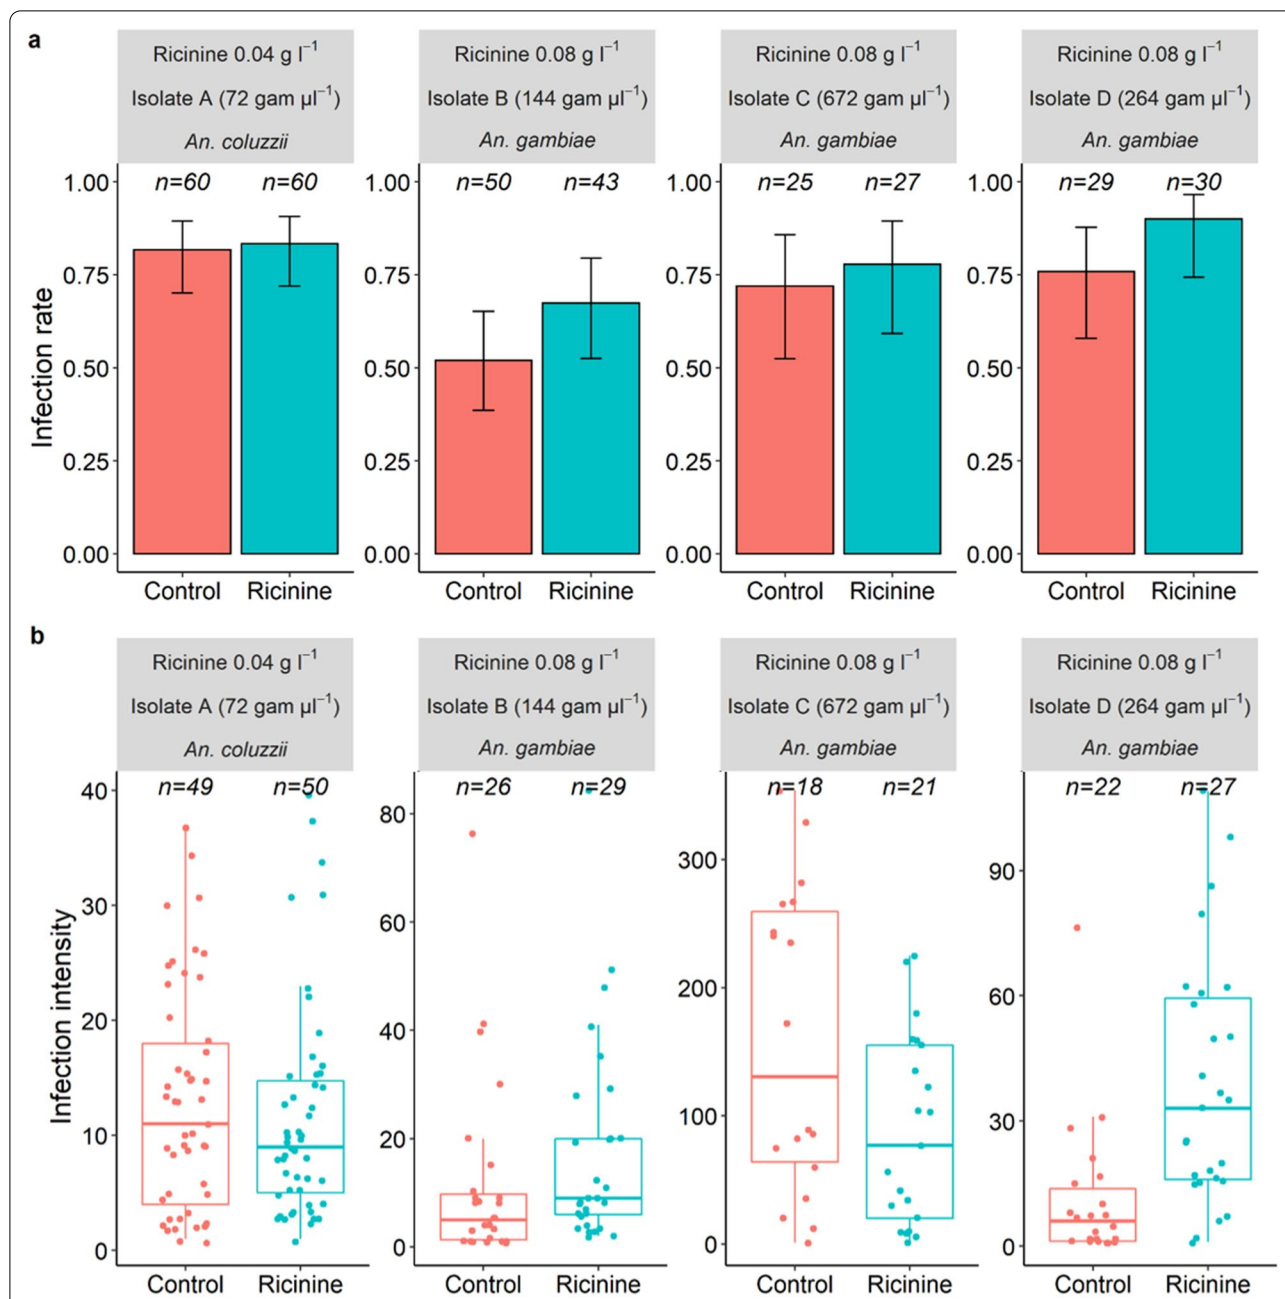 a
Ricinine 0.04 g l⁻¹
Isolate A (72 gam µl⁻¹)
An. coluzzii
Ricinine 0.08 g l⁻¹
Isolate B (144 gam µl⁻¹)
An. gambiae
Ricinine 0.08 g l⁻¹
Isolate C (672 gam µl⁻¹)
An. gambiae
Ricinine 0.08 g l⁻¹
Isolate D (264 gam µl⁻¹)
An. gambiae
Infection rate
1.00
0.75
0.50
0.25
0.00
n=60
n=60
Control
Ricinine
1.00
0.75
0.50
0.25
0.00
n=50
n=43
Control
Ricinine
1.00
0.75
0.50
0.25
0.00
n=25
n=27
Control
Ricinine
1.00
0.75
0.50
0.25
0.00
n=29
n=30
Control
Ricinine
b
Ricinine 0.04 g l⁻¹
Isolate A (72 gam µl⁻¹)
An. coluzzii
Ricinine 0.08 g l⁻¹
Isolate B (144 gam µl⁻¹)
An. gambiae
Ricinine 0.08 g l⁻¹
Isolate C (672 gam µl⁻¹)
An. gambiae
Ricinine 0.08 g l⁻¹
Isolate D (264 gam µl⁻¹)
An. gambiae
Infection intensity
40
30
20
10
0
n=49
n=50
Control
Ricinine
80
60
40
20
0
n=26
n=29
Control
Ricinine
300
200
100
0
n=18
n=21
Control
Ricinine
90
60
30
0
n=22
n=27
Control
Ricinine